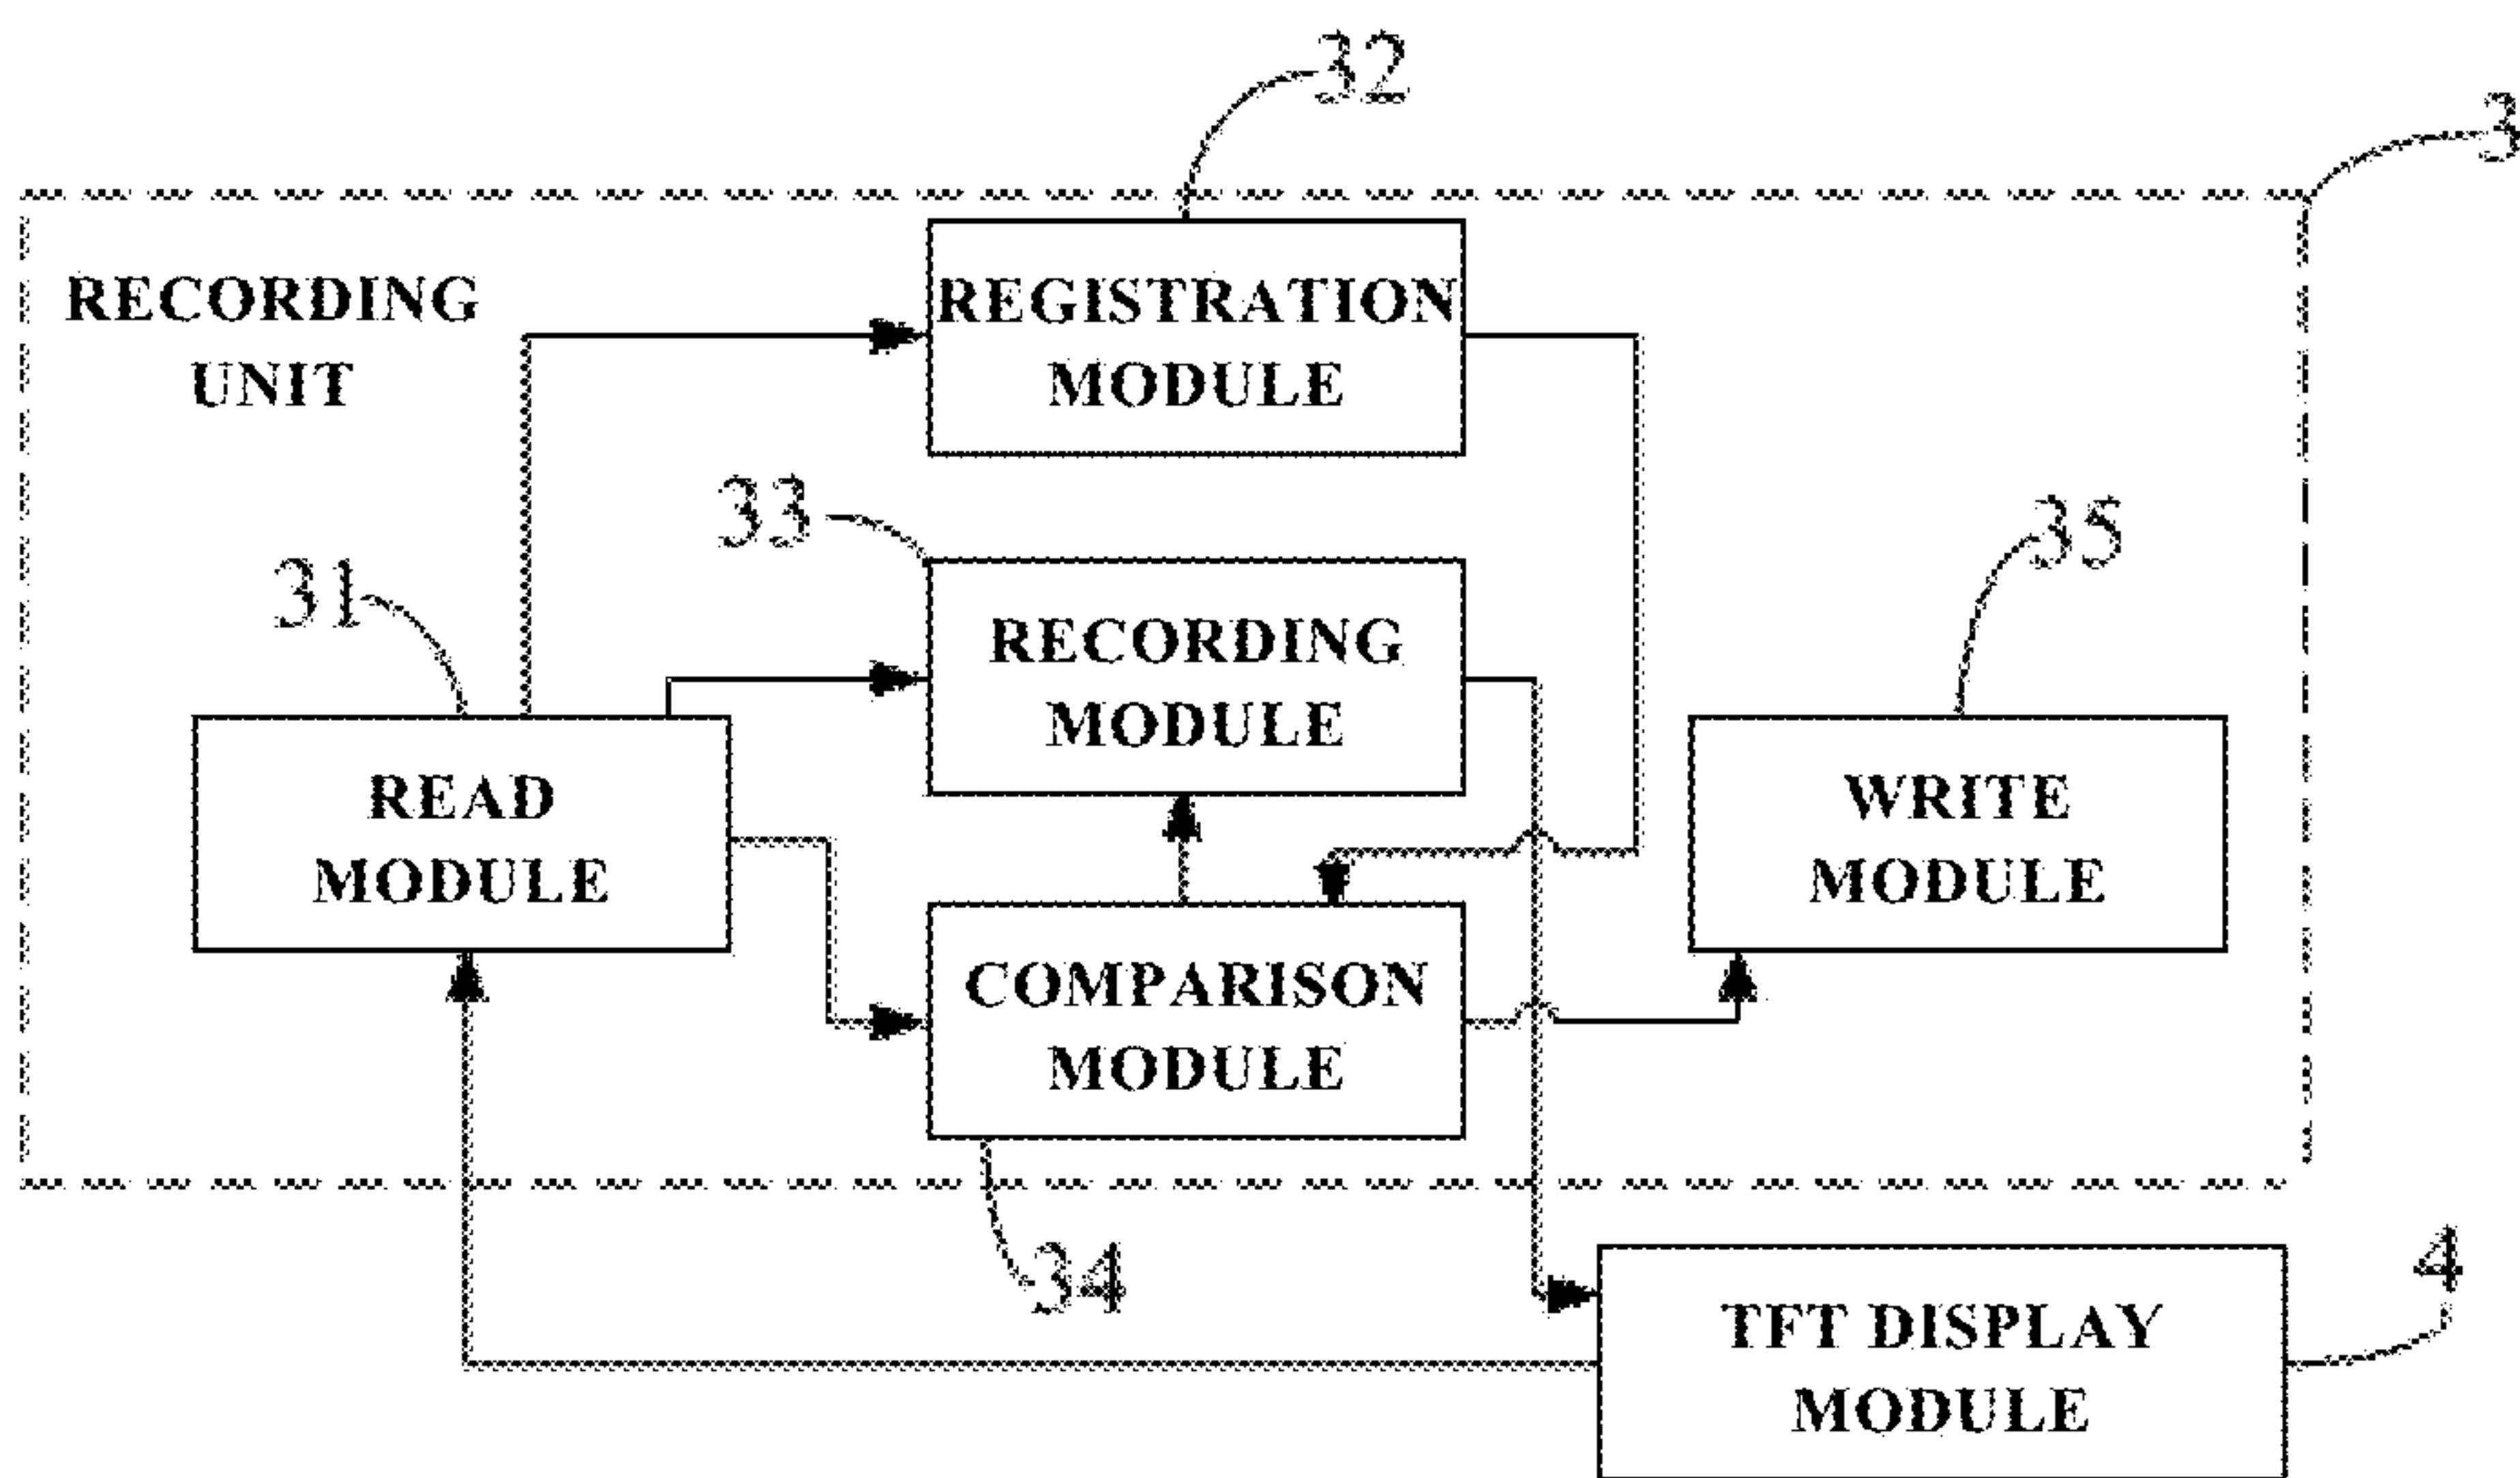 32
3
RECORDING
UNIT
REGISTRATION
MODULE
33
35
31
RECORDING
MODULE
READ
MODULE
WRITE
MODULE
COMPARISON
MODULE
34
4
TFT DISPLAY
MODULE